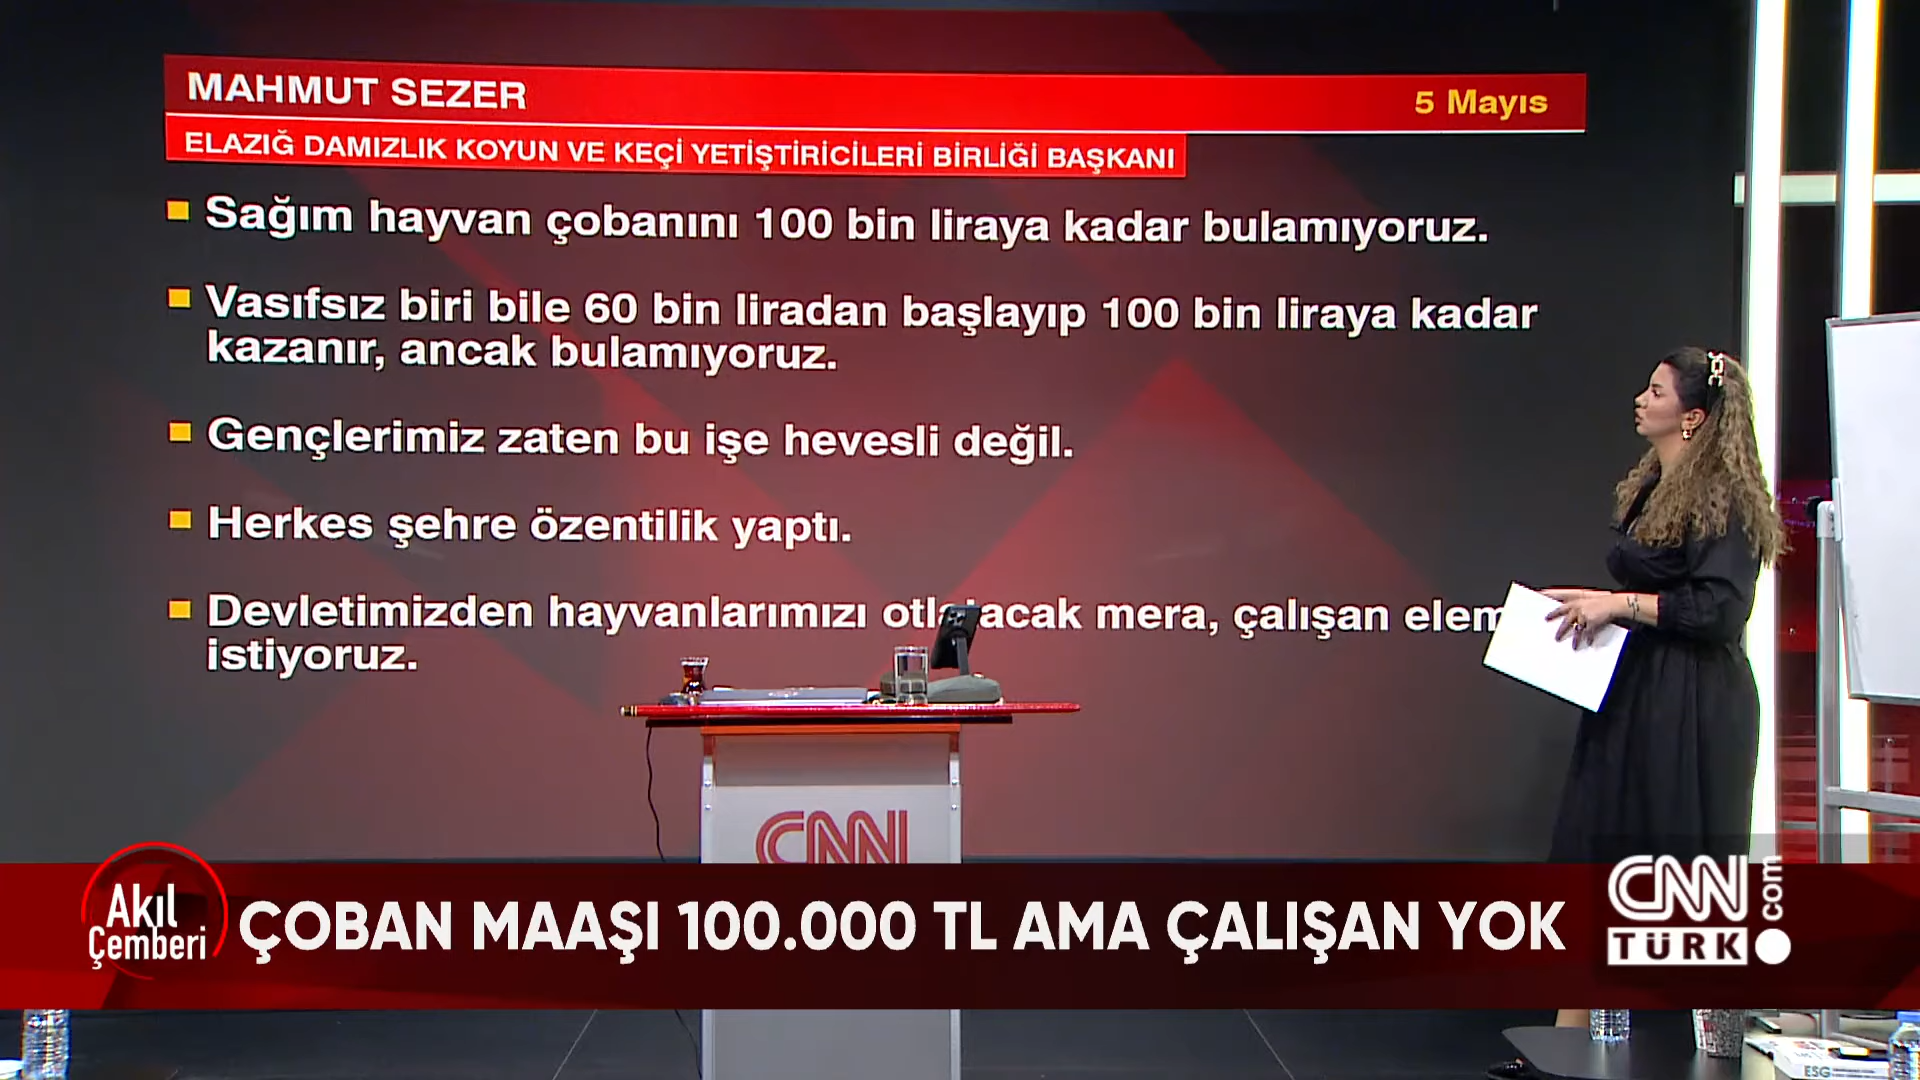 MAHMUT SEZER
5 Mayıs
ELAZIĞ DAMIZLIK KOYUN VE KEÇİ YETİŞTİRİCİLERİ BİRLİĞİ BAŞKANI
Sağım hayvan çobanını 100 bin liraya kadar bulamıyoruz.
Vasıfsız biri bile 60 bin liradan başlayıp 100 bin liraya kadar
kazanır, ancak bulamıyoruz.
Gençlerimiz zaten bu işe hevesli değil.
Herkes şehre özentilik yaptı.
Devletimizden hayvanlarımızı mera, çalışan
istiyoruz.
CNN
Akıl
Çemberi
ÇOBAN MAAŞI 100.000 TL AMA ÇALIŞAN YOK
CNN
TÜRK
com
ESG